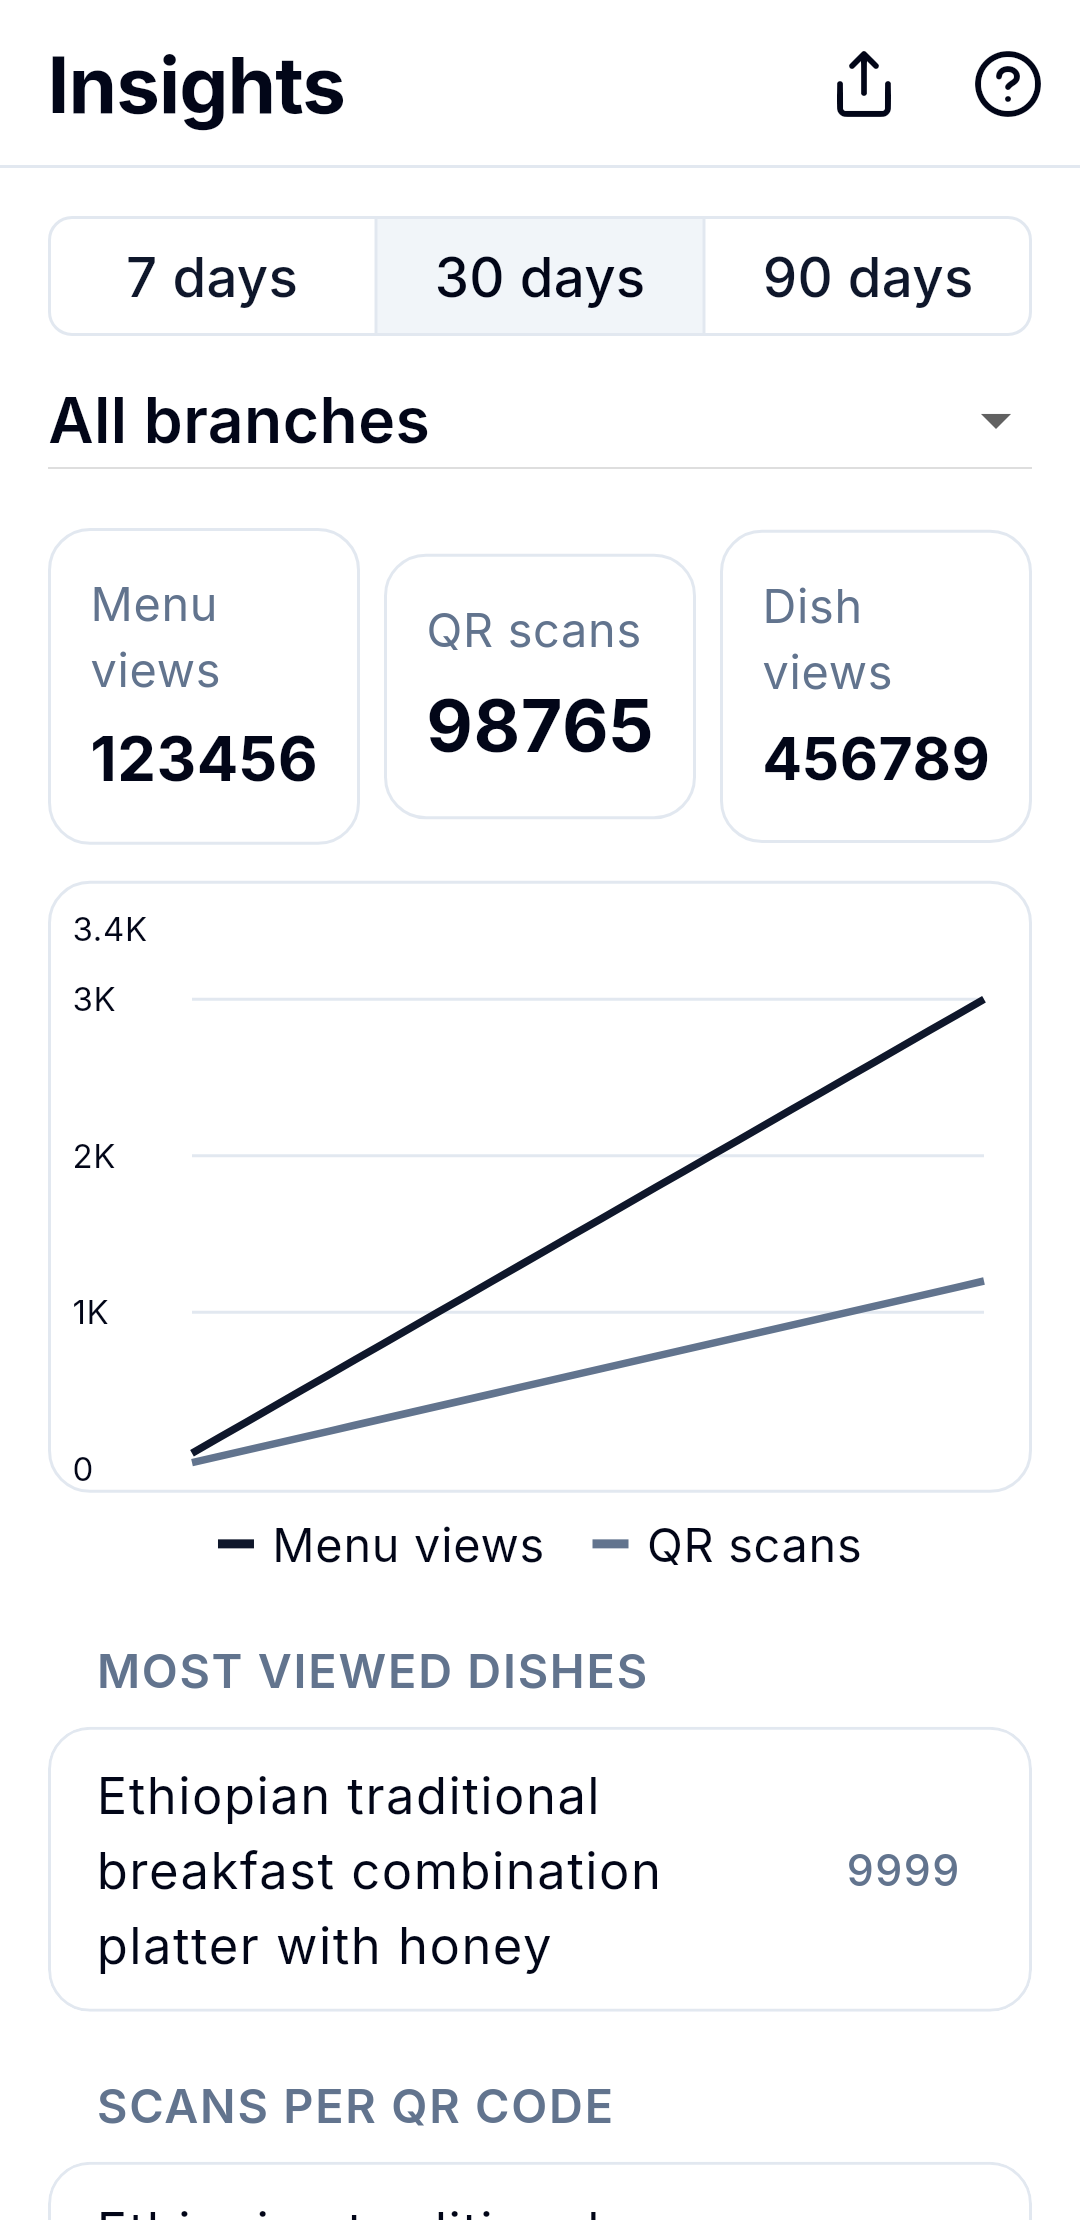 Insights
7 days
30 days
90 days
All branches
Menu
views
123456
QR scans
98765
Dish
views
456789
3.4K
3K
2K
1K
0
Menu views
QR scans
MOST VIEWED DISHES
Ethiopian traditional
breakfast combination
platter with honey
9999
SCANS PER QR CODE